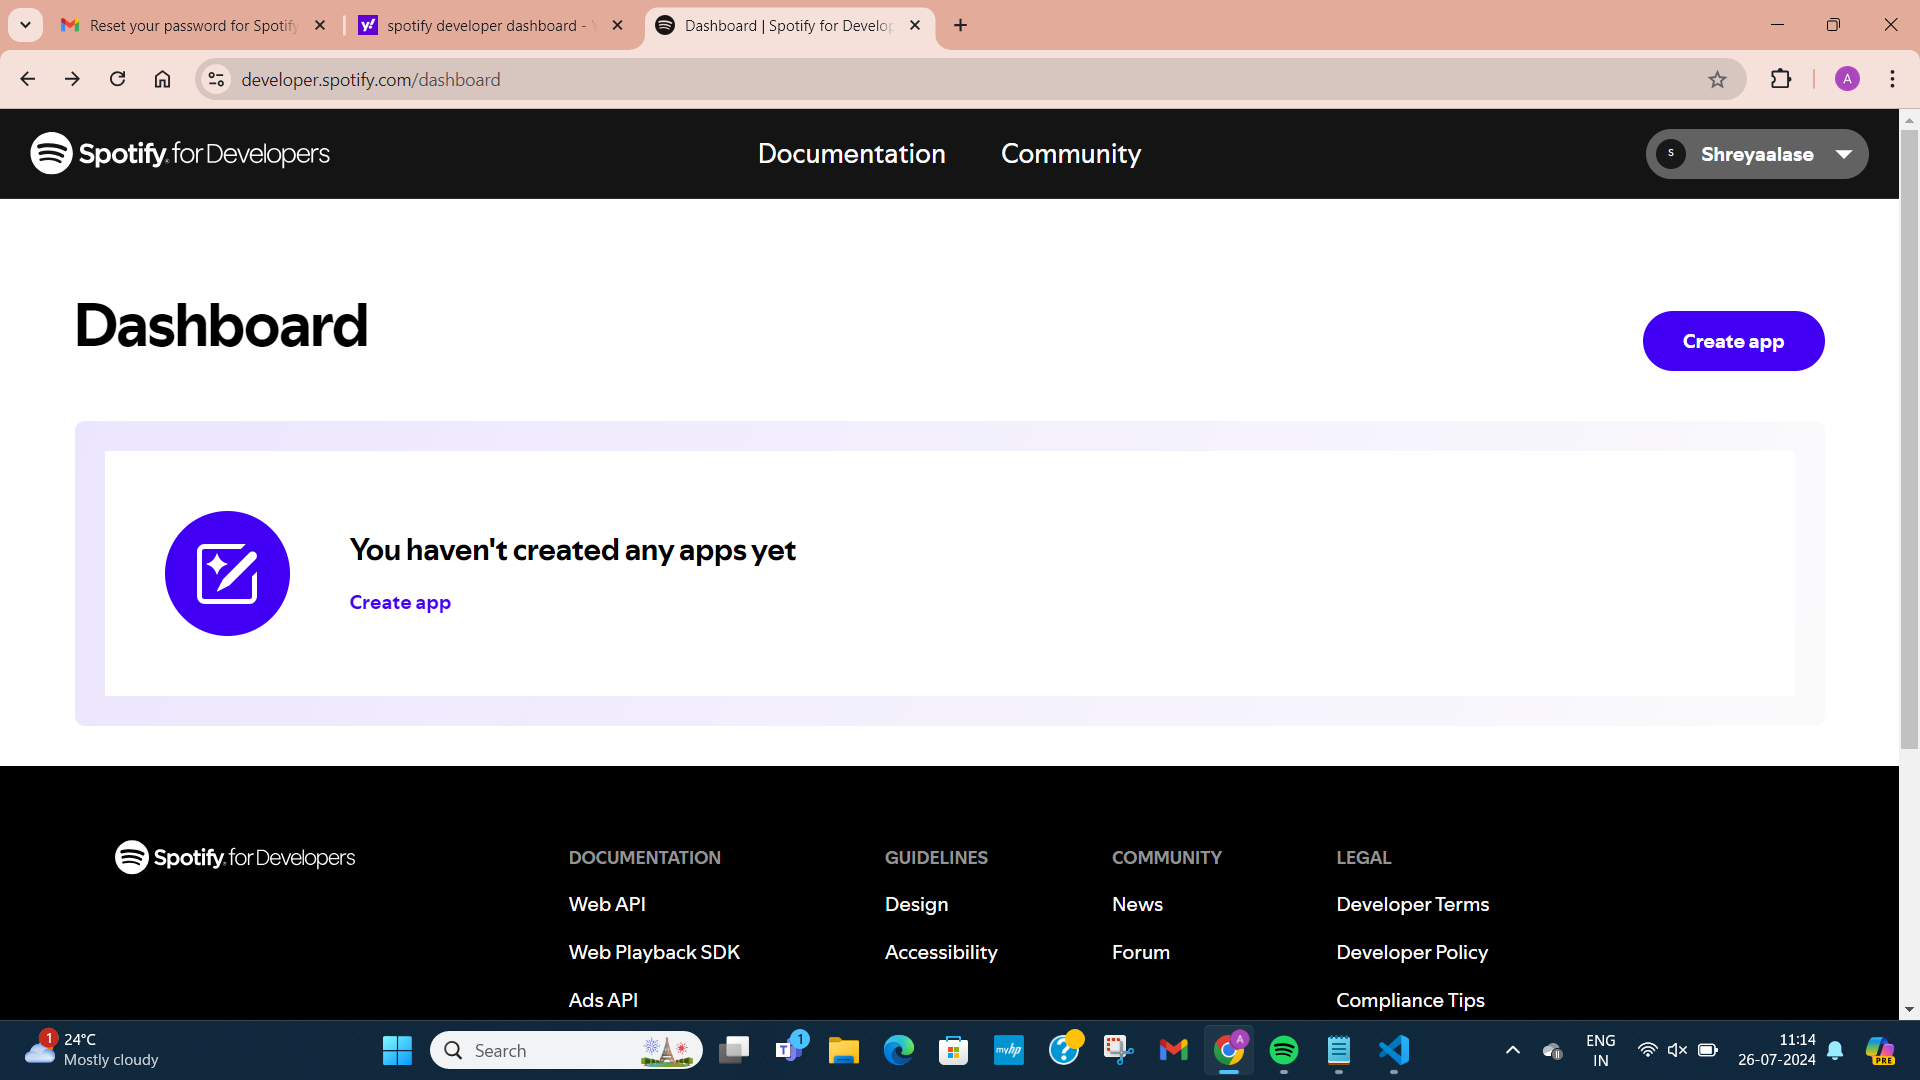 Reset your password for Spotify
spotify developer dashboard -
Dashboard | Spotify for Develop
developer.spotify.com/dashboard
A
Spotify for Developers
Documentation
Community
S
Shreyaalase
Dashboard
Create app
You haven't created any apps yet
Create app
Spotify for Developers
DOCUMENTATION
Web API
Web Playback SDK
Ads API
GUIDELINES
Design
Accessibility
COMMUNITY
News
Forum
LEGAL
Developer Terms
Developer Policy
Compliance Tips
1
24°C
Mostly cloudy
Search
1
myhp
A
ENG
IN
11:14
26-07-2024
PRE